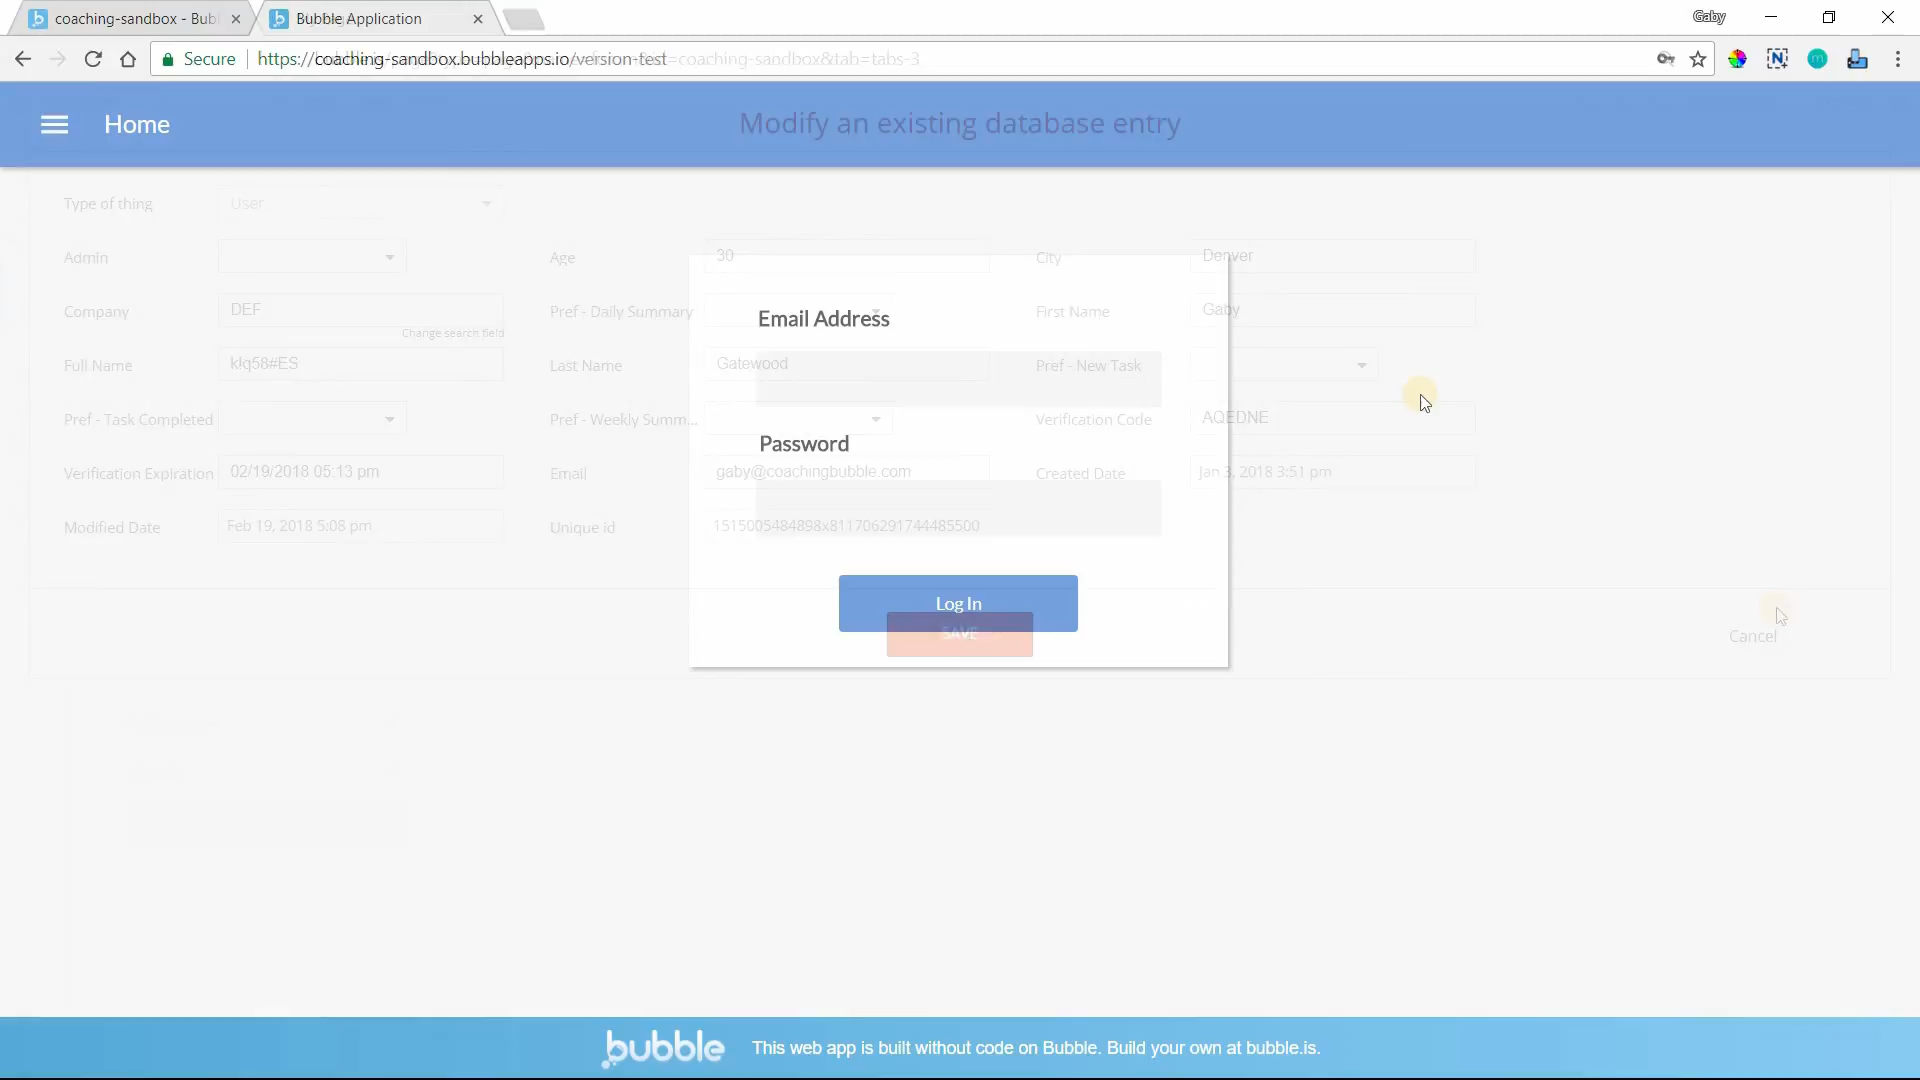 coaching-sandbox - Bub
Bubble Application
Gaby
Secure
https://coaching-sandbox.bubbleapps.io/version-test=coaching-sandbox&tab=tabs-3
Home
Modify an existing database entry
Type of thing
User
Admin
Age
30
City
Denver
Company
DEF
Pref - Daily Summary
First Name
Gaby
Email Address
Change search field
Full Name
klq58#ES
Last Name
Gatewood
Pref - New Task
Pref - Task Completed
Pref - Weekly Summ...
Verification Code
AQEDNE
Password
Verification Expiration
02/19/2018 05:13 pm
Email
gaby@coachingbubble.com
Created Date
Jan 3, 2018 3:51 pm
Modified Date
Feb 19, 2018 5:08 pm
Unique id
1515005484898x811706291744485500
Log In
SAVE
Cancel
bubble
This web app is built without code on Bubble. Build your own at bubble.is.